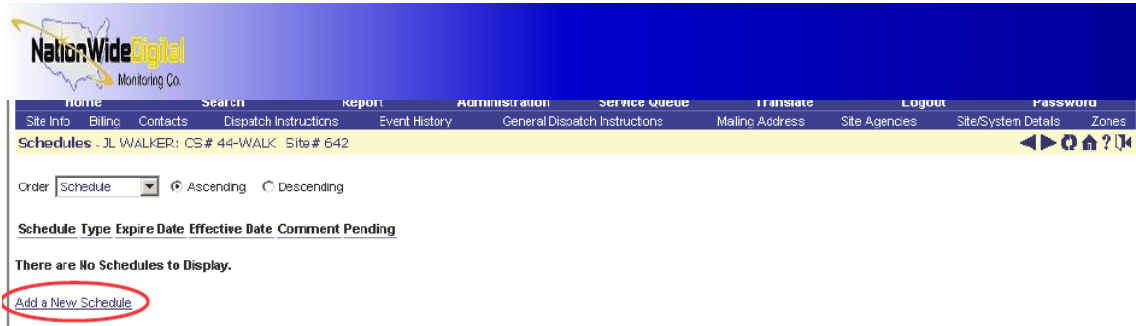 NationWideDigital
Monitoring Co.
Home Search Report Administration Service Queue Translate Logout Password
Site Info Billing Contacts Dispatch Instructions Event History General Dispatch Instructions Mailing Address Site Agencies Site/System Details Zones
Schedules - JL WALKER: CS# 44-WALK Site# 642
Order Schedule Ascending Descending
Schedule Type Expire Date Effective Date Comment Pending
There are No Schedules to Display.
Add a New Schedule